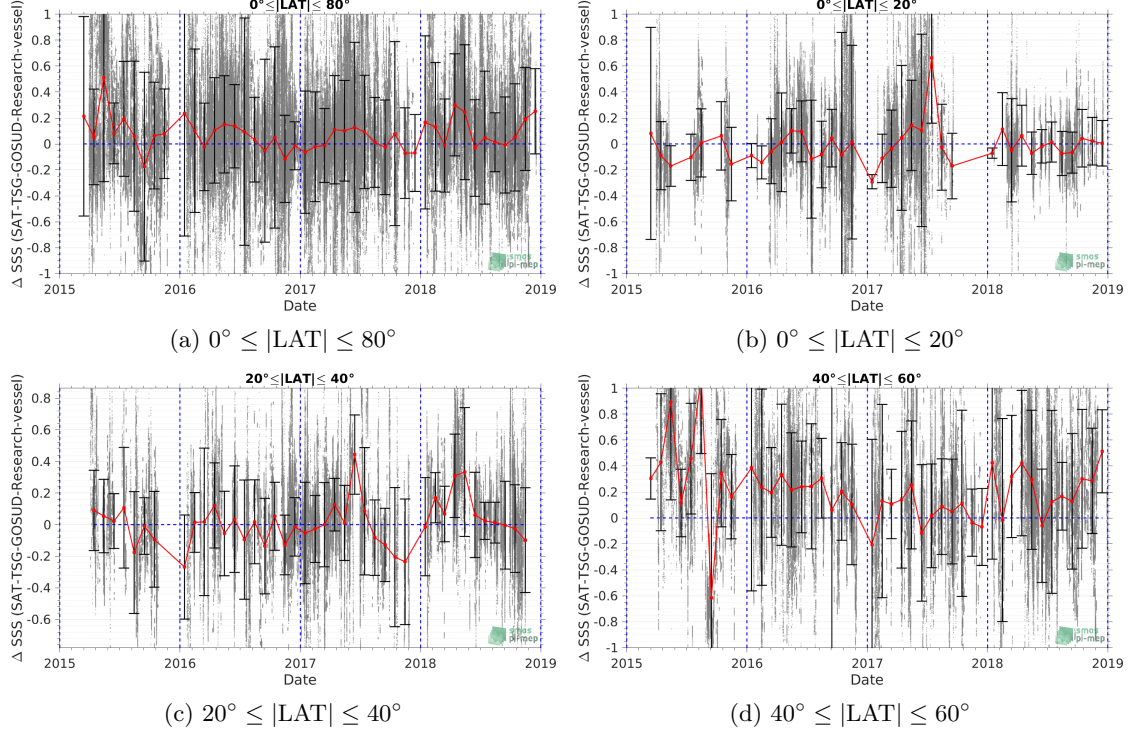 0°≤|LAT|≤ 80°
Δ SSS (SAT-TSG-GOSUD-Research-vessel)
1
0.8
0.6
0.4
0.2
0
-0.2
-0.4
-0.6
-0.8
-1
2015 2016 2017 2018 2019
Date
smos
pi-mep
(a) 0° ≤ |LAT| ≤ 80°
0°≤|LAT|≤ 20°
Δ SSS (SAT-TSG-GOSUD-Research-vessel)
1
0.8
0.6
0.4
0.2
0
-0.2
-0.4
-0.6
-0.8
-1
2015 2016 2017 2018 2019
Date
smos
pi-mep
(b) 0° ≤ |LAT| ≤ 20°
20°≤|LAT|≤ 40°
Δ SSS (SAT-TSG-GOSUD-Research-vessel)
0.8
0.6
0.4
0.2
0
-0.2
-0.4
-0.6
2015 2016 2017 2018 2019
Date
smos
pi-mep
(c) 20° ≤ |LAT| ≤ 40°
40°≤|LAT|≤ 60°
Δ SSS (SAT-TSG-GOSUD-Research-vessel)
1
0.8
0.6
0.4
0.2
0
-0.2
-0.4
-0.6
-0.8
-1
2015 2016 2017 2018 2019
Date
smos
pi-mep
(d) 40° ≤ |LAT| ≤ 60°